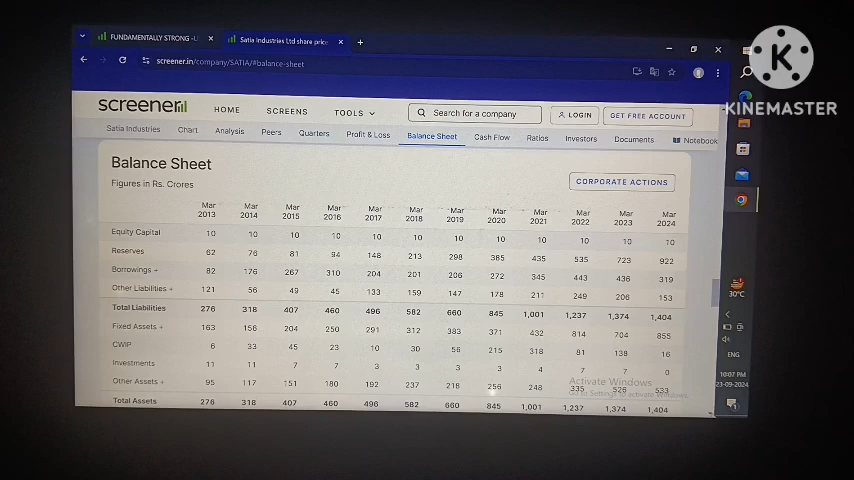 FUNDAMENTALLY STRONG
Satia Industries Ltd share price
screener.in/company/SATIA/#balance-sheet
KINEMASTER
screener
HOME
SCREENS
TOOLS
Search for a company
LOGIN
GET FREE ACCOUNT
Satia Industries Chart Analysis Peers Quarters Profit & Loss Balance Sheet Cash Flow Ratios Investors Documents Notebook
Balance Sheet
Figures in Rs. Crores
CORPORATE ACTIONS
Mar 2013 Mar 2014 Mar 2015 Mar 2016 Mar 2017 Mar 2018 Mar 2019 Mar 2020 Mar 2021 Mar 2022 Mar 2023 Mar 2024
Equity Capital 10 10 10 10 10 10 10 10 10 10 10 10
Reserves 62 76 81 94 148 213 298 385 435 535 723 922
Borrowings + 82 176 267 310 204 201 206 272 345 443 436 319
Other Liabilities + 121 56 49 45 133 159 147 178 211 249 206 153
Total Liabilities 276 318 407 460 496 582 660 845 1,001 1,237 1,374 1,404
Fixed Assets + 163 156 204 250 291 312 383 371 432 814 704 855
CWIP 6 33 45 23 10 30 56 215 318 81 138 16
Investments 11 11 7 7 3 3 3 3 4 7 7 0
Other Assets + 95 117 151 180 192 237 218 256 248 335 526 533
Total Assets 276 318 407 460 496 582 660 845 1,001 1,237 1,374 1,404
Activate Windows
Go to Settings to activate Windows.
30°C
ENG
10:07 PM
23-09-2024